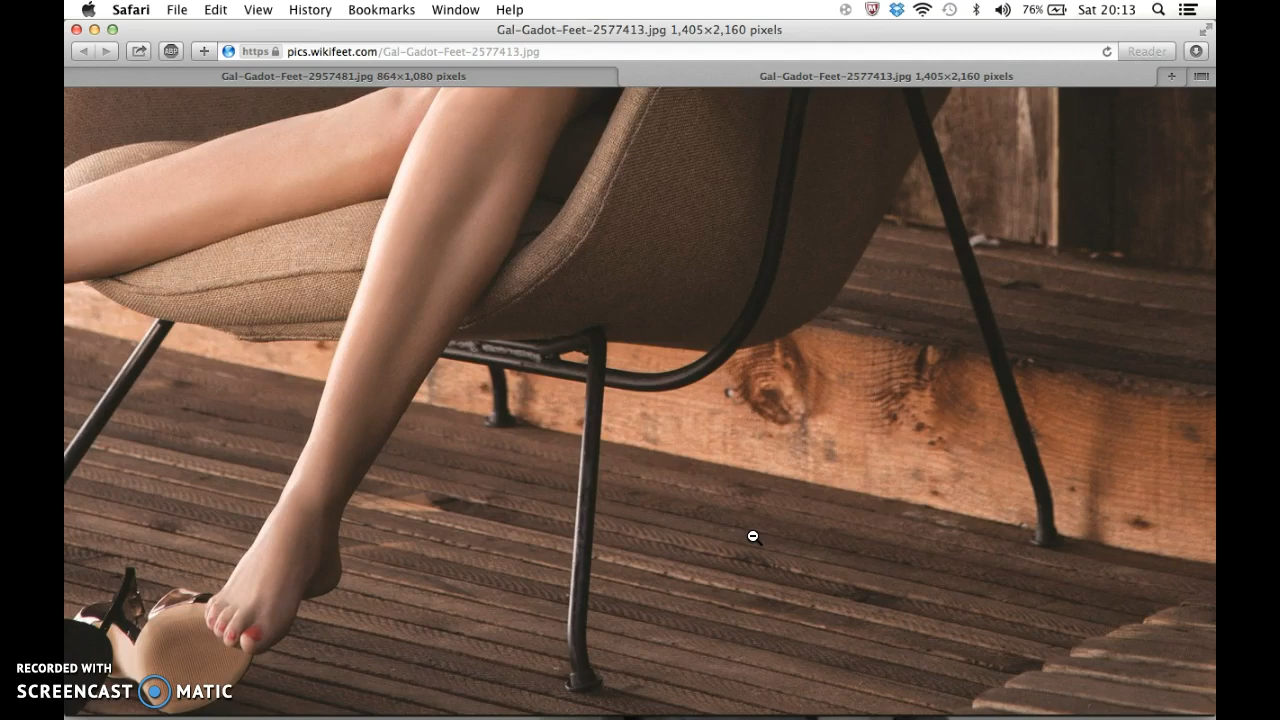 Safari File Edit View History Bookmarks Window Help 76% Sat 20:13
Gal-Gadot-Feet-2577413.jpg 1,405×2,160 pixels
ABP + https pics.wikifeet.com/Gal-Gadot-Feet-2577413.jpg Reader
Gal-Gadot-Feet-2957481.jpg 864×1,080 pixels Gal-Gadot-Feet-2577413.jpg 1,405×2,160 pixels +
RECORDED WITH
SCREENCAST MATIC